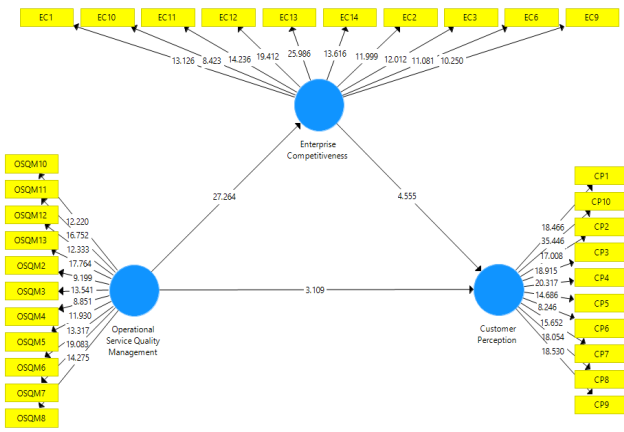 EC1 EC10 EC11 EC12 EC13 EC14 EC2 EC3 EC6 EC9
13.126 8.423 14.236 19.412 25.986 13.616 11.999 12.012 11.081 10.250
Enterprise
Competitiveness
27.264
4.555
3.109
OSQM10
OSQM11
OSQM12
OSQM13
OSQM2
OSQM3
OSQM4
OSQM5
OSQM6
OSQM7
OSQM8
12.220
16.752
12.333
17.764
9.199
13.541
8.851
11.930
13.317
19.083
14.275
Operational
Service Quality
Management
Customer
Perception
18.466
35.446
17.008
18.915
20.317
14.686
8.246
15.652
18.054
18.530
CP1
CP10
CP2
CP3
CP4
CP5
CP6
CP7
CP8
CP9